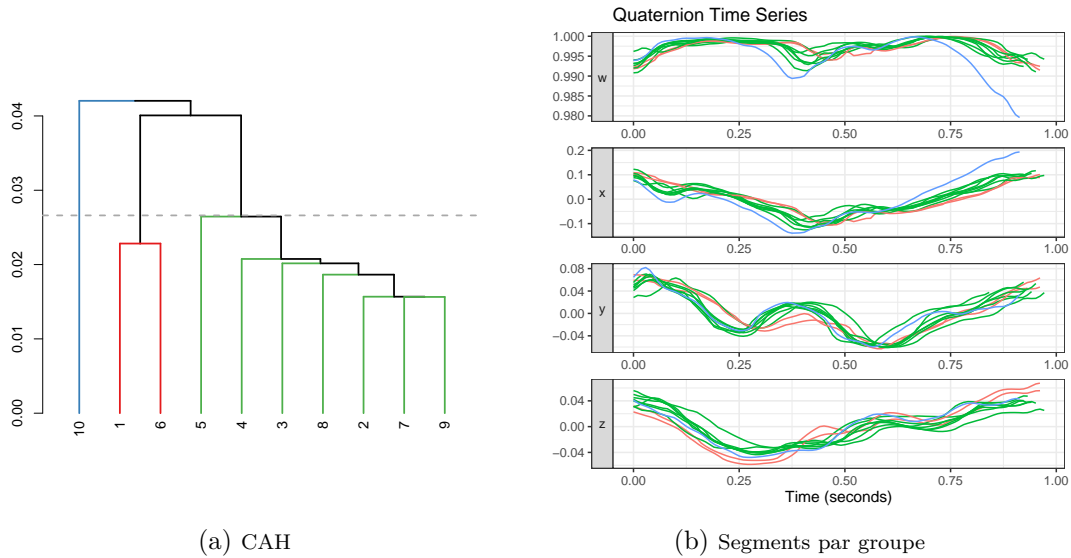 Quaternion Time Series
0.00
0.01
0.02
0.03
0.04
10
1
6
5
4
3
8
2
7
9
(a) CAH
w
1.000
0.995
0.990
0.985
0.980
0.00 0.25 0.50 0.75 1.00
x
0.2
0.1
0.0
−0.1
0.00 0.25 0.50 0.75 1.00
y
0.08
0.04
0.00
−0.04
0.00 0.25 0.50 0.75 1.00
z
0.04
0.00
−0.04
0.00 0.25 0.50 0.75 1.00
Time (seconds)
(b) Segments par groupe